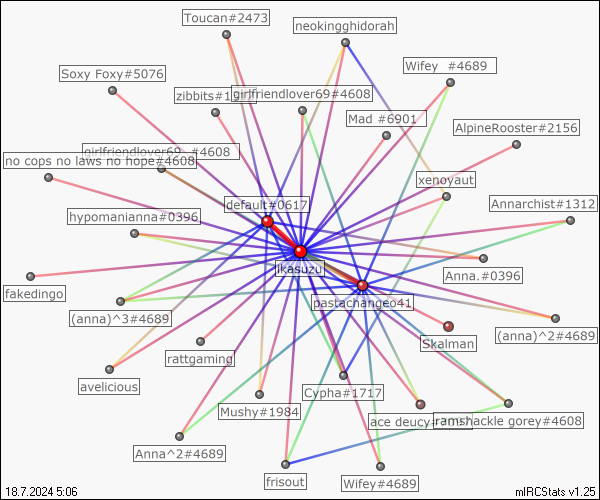 Toucan#2473
neokingghidorah
Wifey #4689
Soxy Foxy#5076
zibbits#1
girlfriendlover69#4608
Mad #6901
AlpineRooster#2156
girlfriendlover69_#4608
no cops no laws no hope#4608
xenoyaut
default#0617
Annarchist#1312
hypomanianna#0396
jkasuzu
Anna.#0396
fakedingo
pastachange41
(anna)^3#4689
(anna)^2#4689
Skalman
rattgaming
avelicious
Cypha#1717
Mushy#1984
ace deucy
ramshackle gorey#4608
Anna^2#4689
frisout
Wifey#4689
18.7.2024 5:06
mIRCStats v1.25